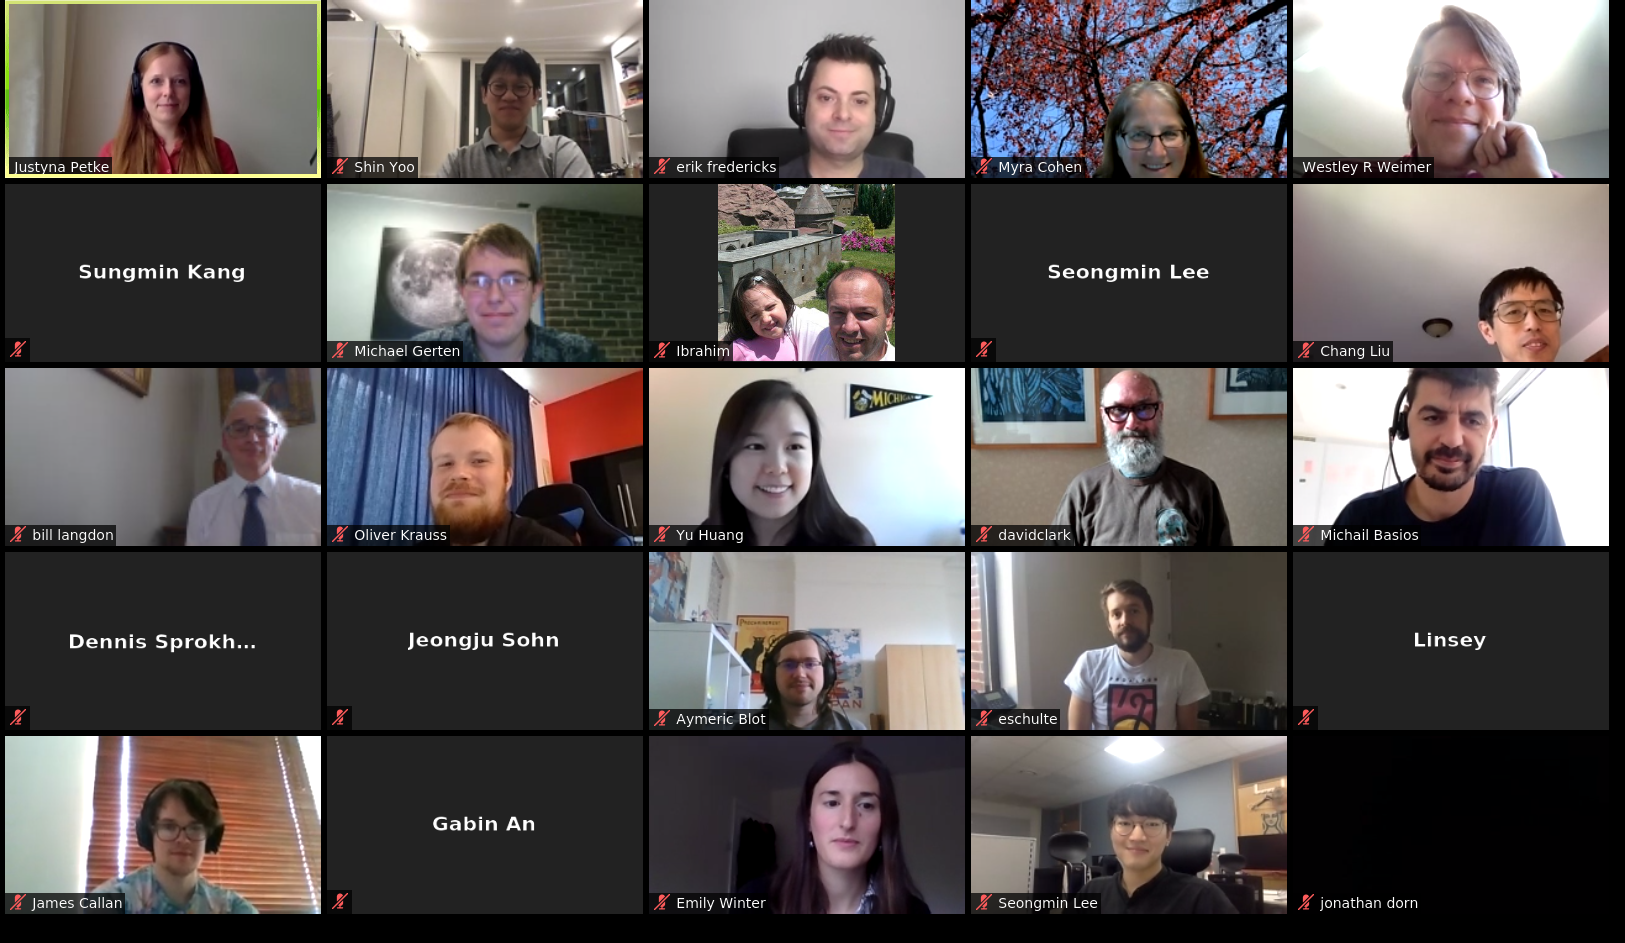 Justyna Petke
Shin Yoo
erik fredericks
Myra Cohen
Westley R Weimer
Sungmin Kang
Michael Gerten
Ibrahim
Seongmin Lee
Chang Liu
bill langdon
Oliver Krauss
Yu Huang
MICHIGAN
davidclark
Michail Basios
Dennis Sprokh...
Jeongju Sohn
Aymeric Blot
eschulte
Linsey
James Callan
Gabin An
Emily Winter
Seongmin Lee
jonathan dorn